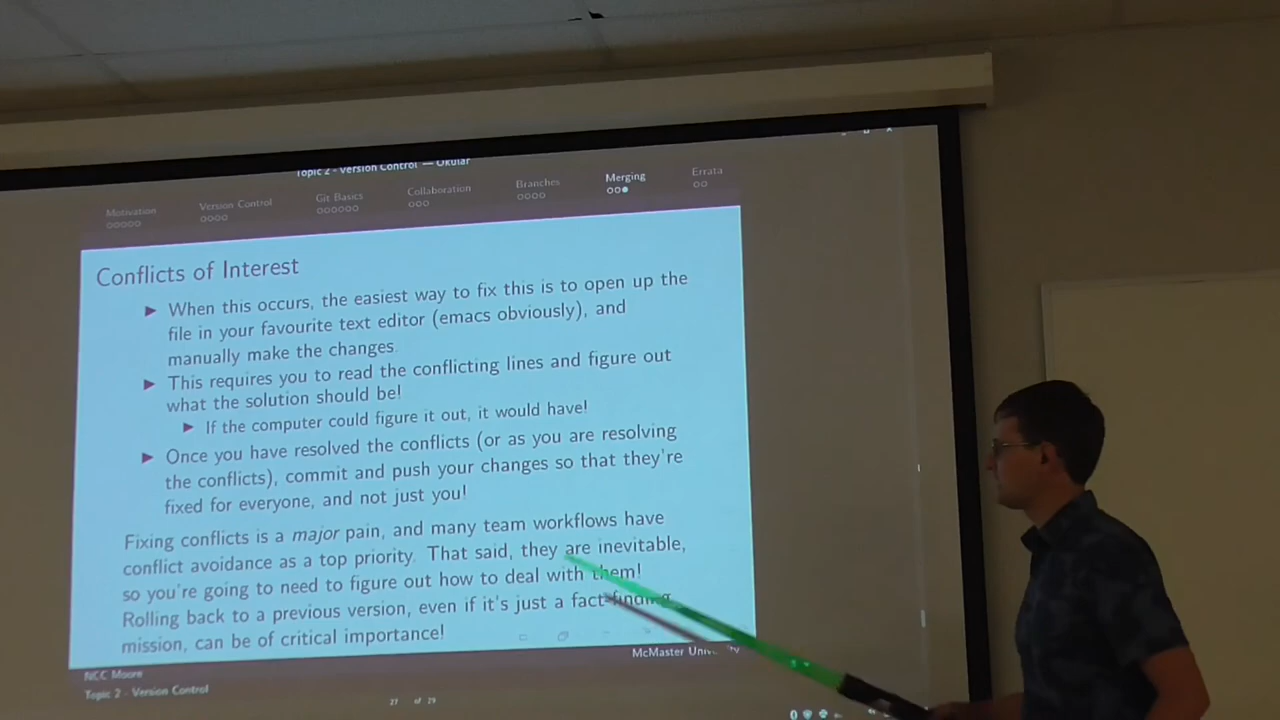 Topic 2 - Version Control — Okular
Motivation Version Control Git Basics Collaboration Branches Merging Errata
Conflicts of Interest
When this occurs, the easiest way to fix this is to open up the
file in your favourite text editor (emacs obviously), and
manually make the changes.
This requires you to read the conflicting lines and figure out
what the solution should be!
If the computer could figure it out, it would have!
Once you have resolved the conflicts (or as you are resolving
the conflicts), commit and push your changes so that they're
fixed for everyone, and not just you!
Fixing conflicts is a major pain, and many team workflows have
conflict avoidance as a top priority. That said, they are inevitable,
so you're going to need to figure out how to deal with them!
Rolling back to a previous version, even if it's just a fact-finding
mission, can be of critical importance!
NCC Moore McMaster
Topic 2 - Version Control
27 of 29